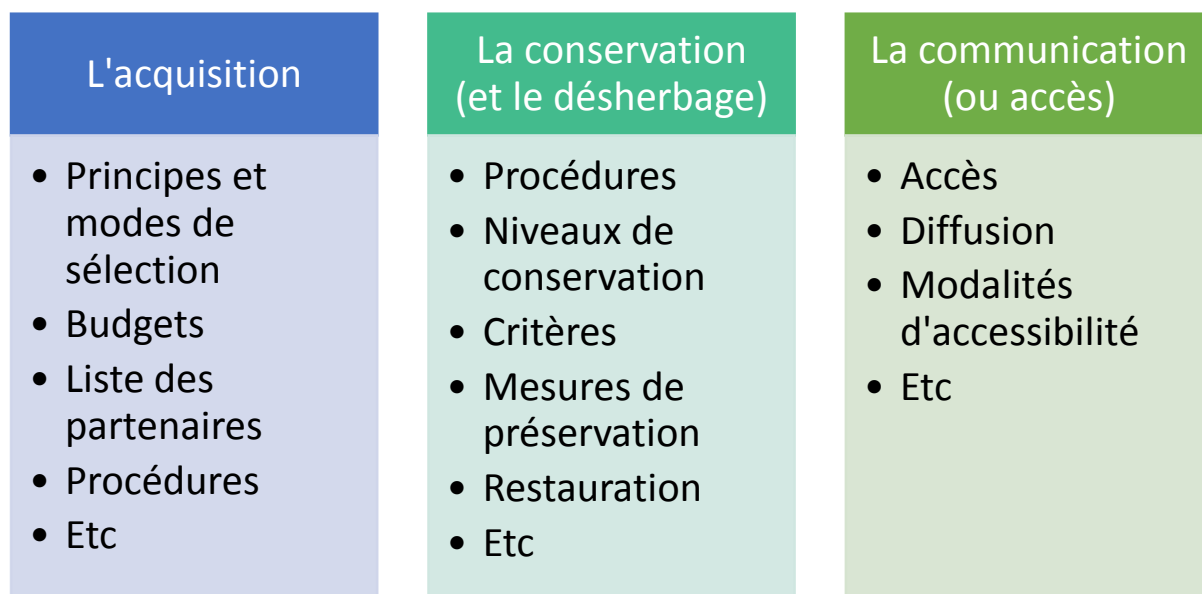 L'acquisition
• Principes et
modes de
sélection
• Budgets
• Liste des
partenaires
• Procédures
• Etc
La conservation
(et le désherbage)
• Procédures
• Niveaux de
conservation
• Critères
• Mesures de
préservation
• Restauration
• Etc
La communication
(ou accès)
• Accès
• Diffusion
• Modalités
d'accessibilité
• Etc